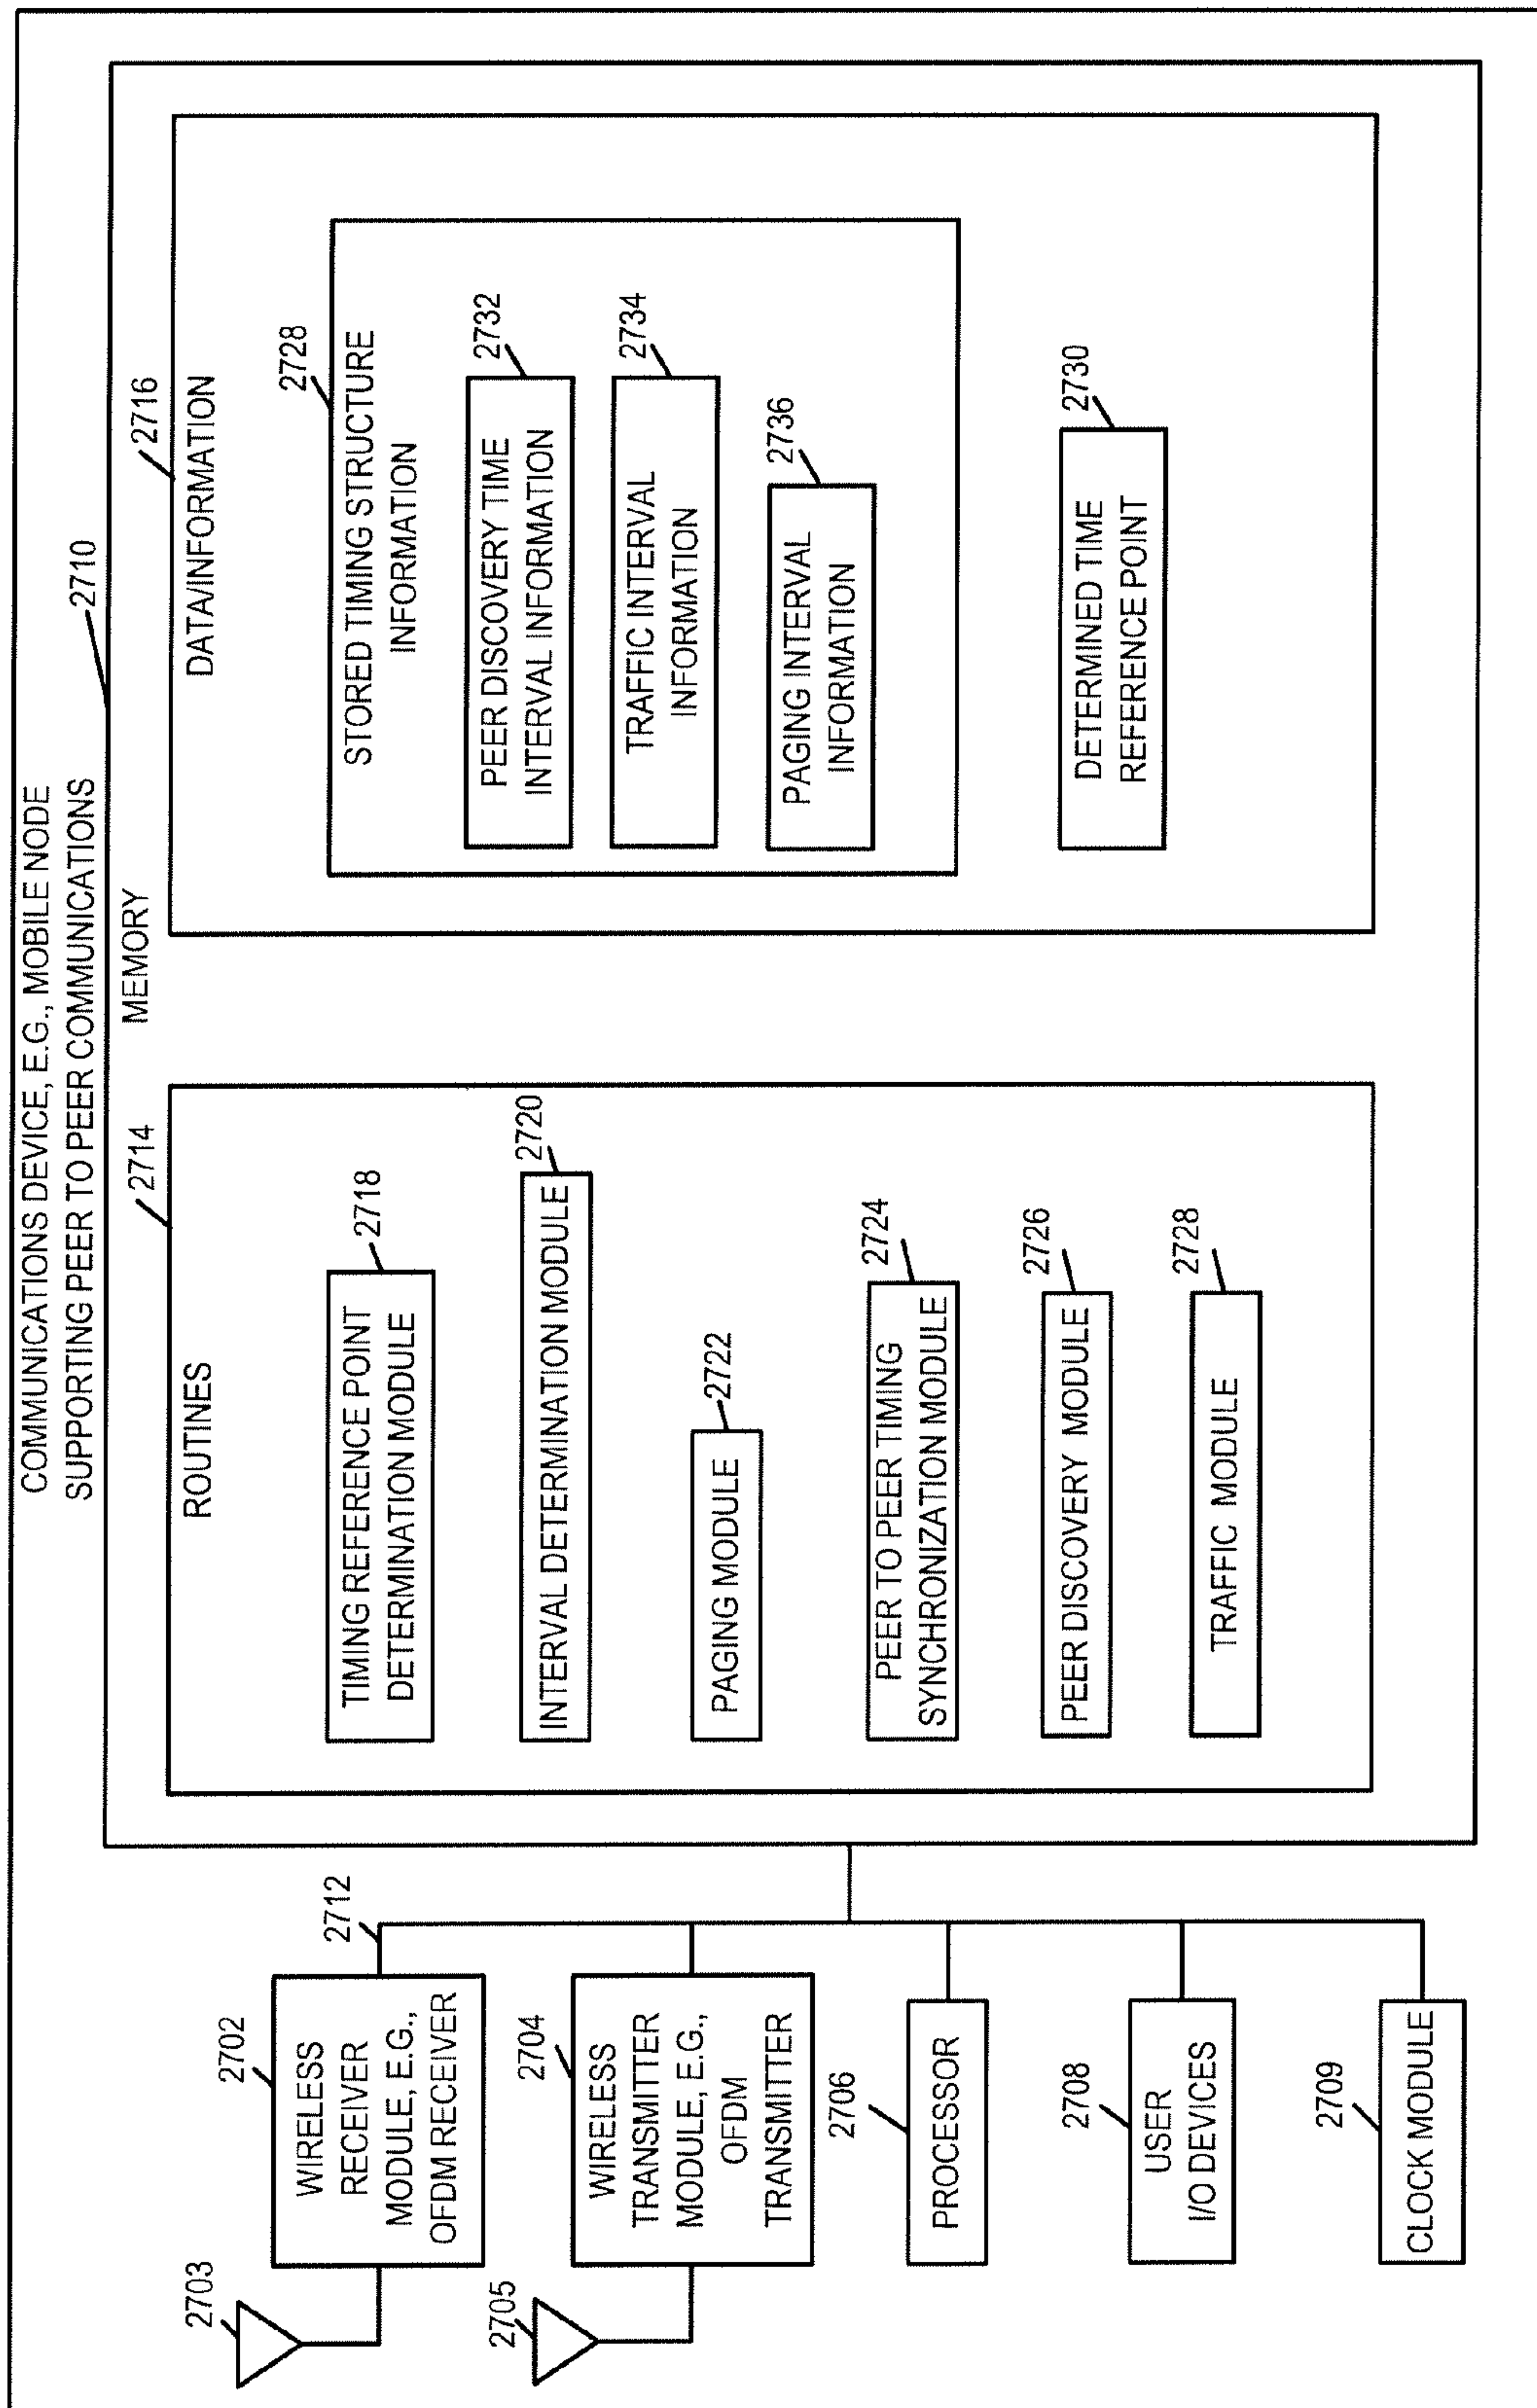 COMMUNICATIONS DEVICE, E.G., MOBILE NODE
SUPPORTING PEER TO PEER COMMUNICATIONS
2710
MEMORY
2703
2702
WIRELESS
RECEIVER
MODULE, E.G.,
OFDM RECEIVER
2712
2705
2704
WIRELESS
TRANSMITTER
MODULE, E.G.,
OFDM
TRANSMITTER
2706
PROCESSOR
2708
USER
I/O DEVICES
2709
CLOCK MODULE
2714
ROUTINES
2718
TIMING REFERENCE POINT
DETERMINATION MODULE
2720
INTERVAL DETERMINATION MODULE
2722
PAGING MODULE
2724
PEER TO PEER TIMING
SYNCHRONIZATION MODULE
2726
PEER DISCOVERY MODULE
2728
TRAFFIC MODULE
2716
DATA/INFORMATION
2728
STORED TIMING STRUCTURE
INFORMATION
2732
PEER DISCOVERY TIME
INTERVAL INFORMATION
2734
TRAFFIC INTERVAL
INFORMATION
2736
PAGING INTERVAL
INFORMATION
2730
DETERMINED TIME
REFERENCE POINT